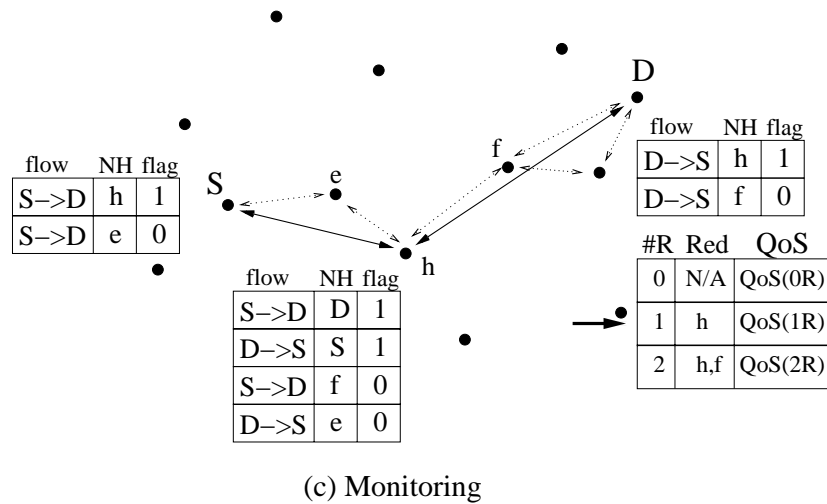 D
flow NH flag
D->S h 1
D->S f 0
f
flow NH flag
S->D h 1
S->D e 0
S
e
h
#R Red QoS
0 N/A QoS(0R)
1 h QoS(1R)
2 h,f QoS(2R)
flow NH flag
S->D D 1
D->S S 1
S->D f 0
D->S e 0
(c) Monitoring